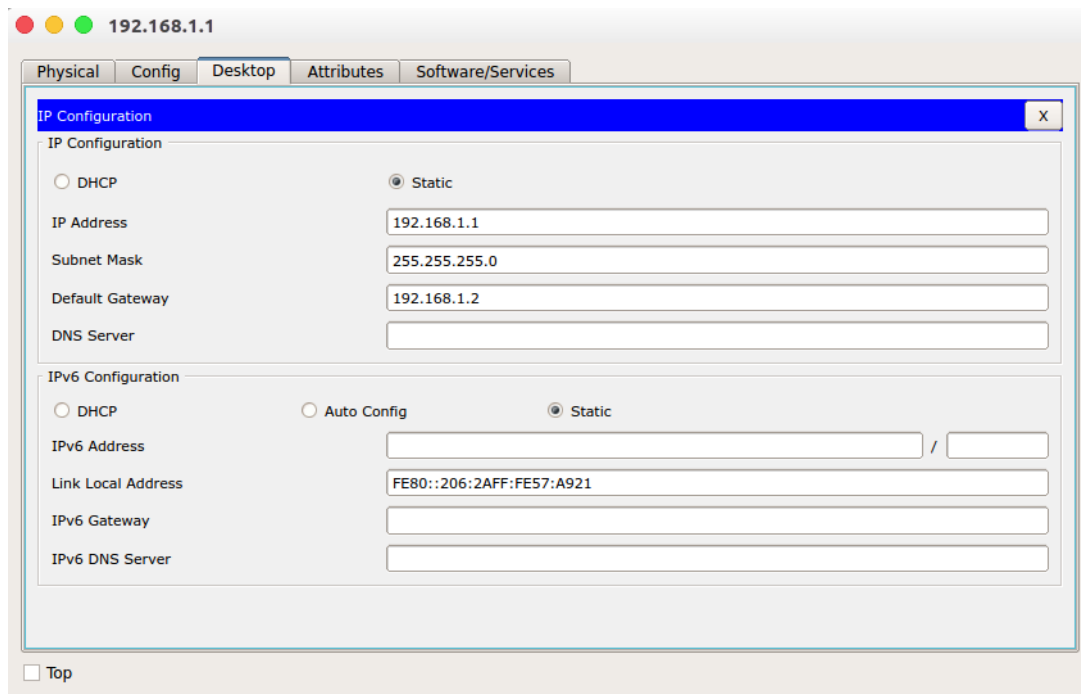 192.168.1.1
Physical Config Desktop Attributes Software/Services
IP Configuration X
IP Configuration
DHCP Static
IP Address 192.168.1.1
Subnet Mask 255.255.255.0
Default Gateway 192.168.1.2
DNS Server
IPv6 Configuration
DHCP Auto Config Static
IPv6 Address /
Link Local Address FE80::206:2AFF:FE57:A921
IPv6 Gateway
IPv6 DNS Server
Top